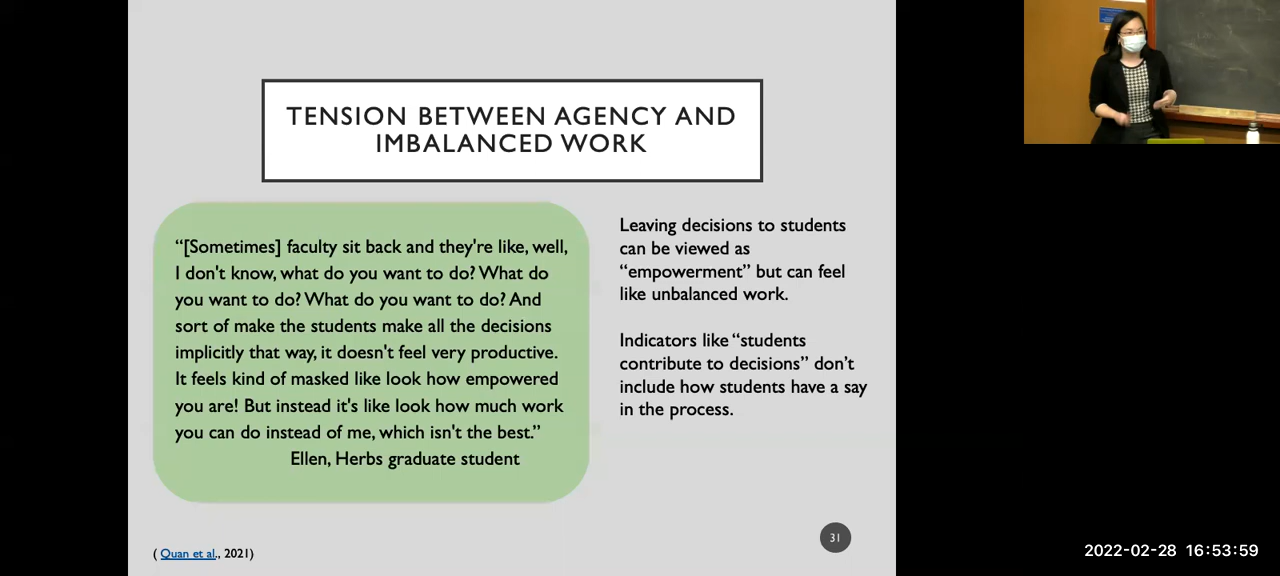 TENSION BETWEEN AGENCY AND
IMBALANCED WORK
“[Sometimes] faculty sit back and they're like, well,
I don't know, what do you want to do? What do
you want to do? What do you want to do? And
sort of make the students make all the decisions
implicitly that way, it doesn't feel very productive.
It feels kind of masked like look how empowered
you are! But instead it's like look how much work
you can do instead of me, which isn't the best.”
Ellen, Herbs graduate student
Leaving decisions to students
can be viewed as
“empowerment” but can feel
like unbalanced work.
Indicators like “students
contribute to decisions” don’t
include how students have a say
in the process.
( Quan et al., 2021)
31
2022-02-28 16:53:59